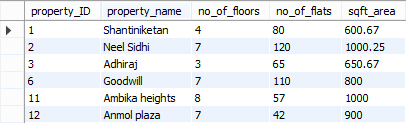 property_ID property_name no_of_floors no_of_flats sqft_area
1 Shantiniketan 4 80 600.67
2 Neel Sidhi 7 120 1000.25
3 Adhiraj 3 65 650.67
6 Goodwill 7 110 800
11 Ambika heights 8 57 1000
12 Anmol plaza 7 42 900